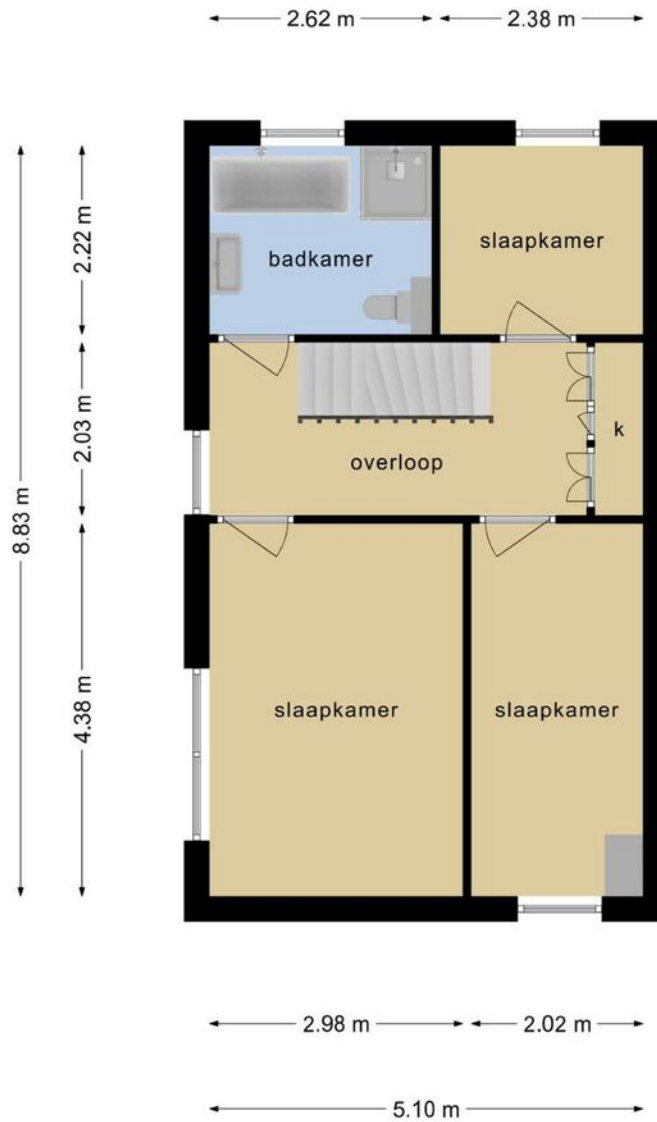 2.62 m
2.38 m
8.83 m
2.22 m
2.03 m
4.38 m
badkamer
slaapkamer
overloop
k
slaapkamer
slaapkamer
2.98 m
2.02 m
5.10 m